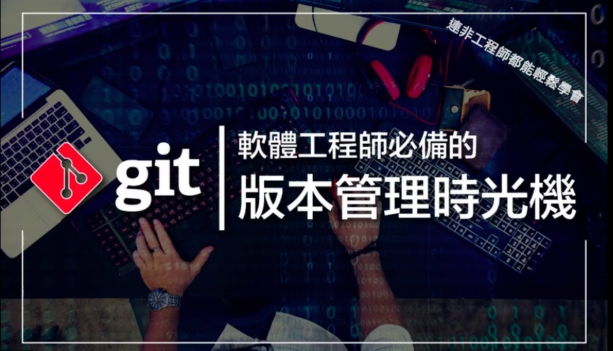 連非工程師都能輕鬆學會
git
軟體工程師必備的
版本管理時光機